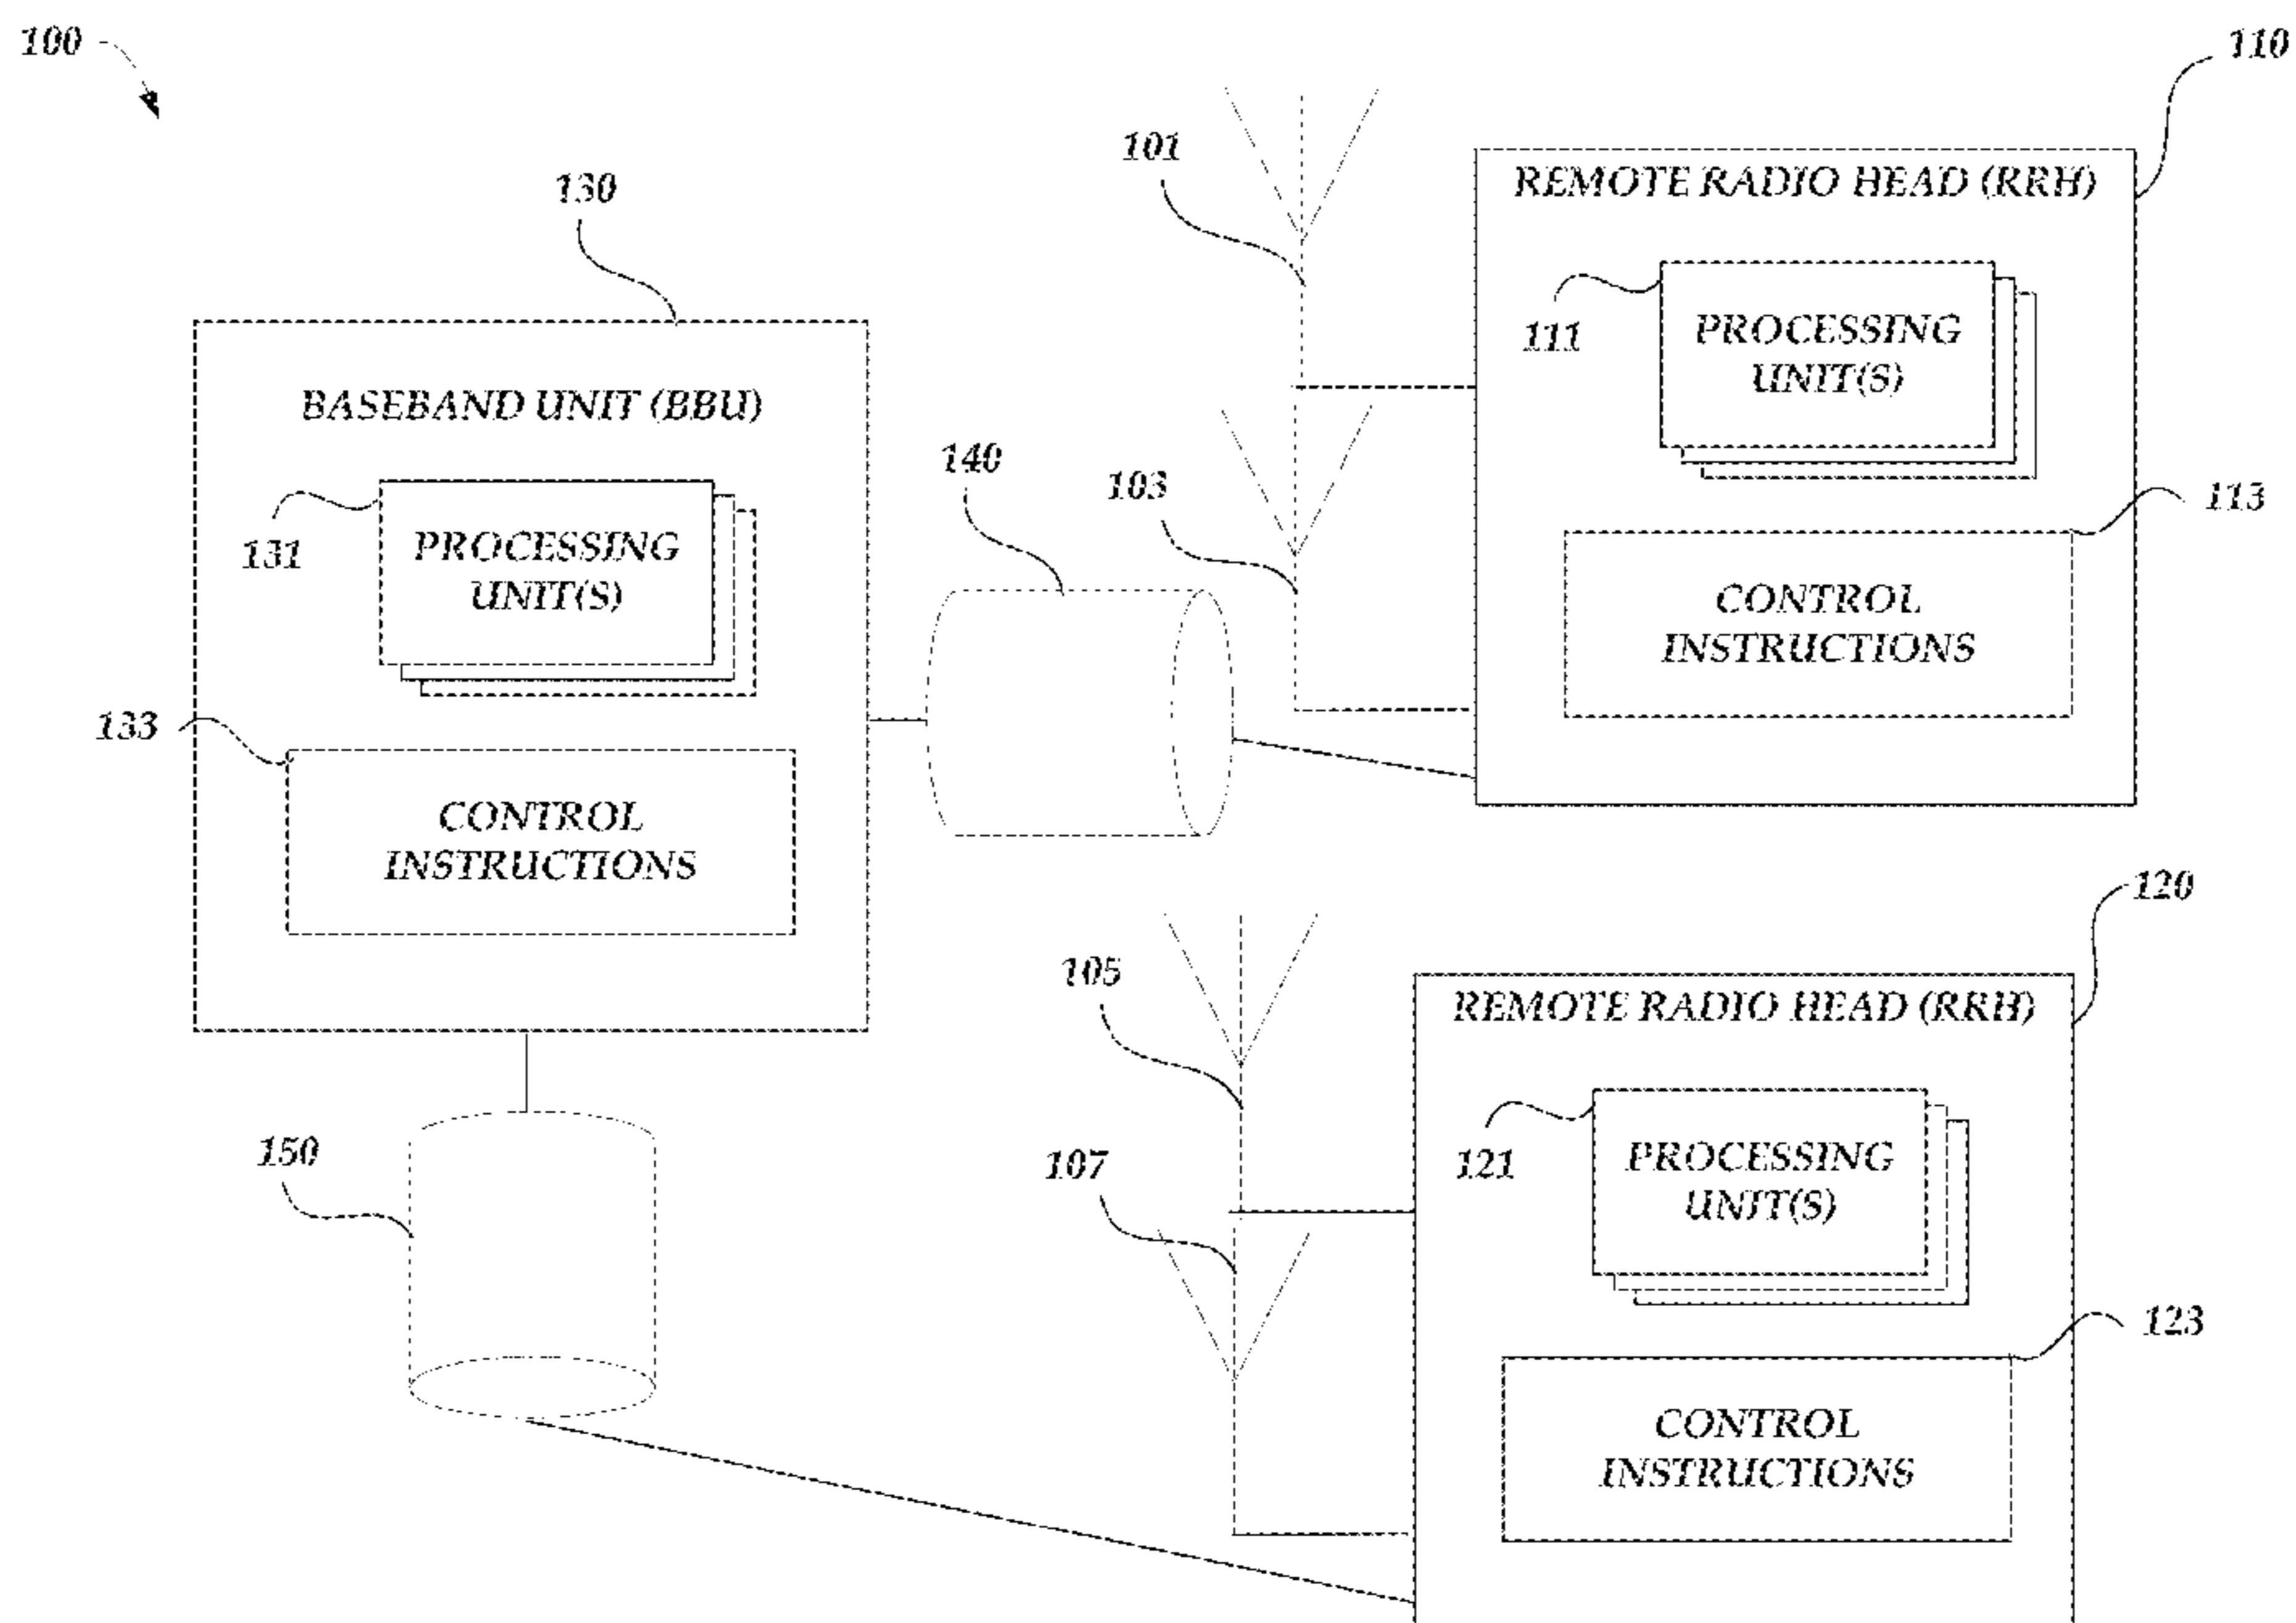 100
110
101
REMOTE RADIO HEAD (RRH)
130
111
PROCESSING
UNIT(S)
BASEBAND UNIT (BBU)
140
103
113
131
PROCESSING
UNIT(S)
CONTROL
INSTRUCTIONS
133
CONTROL
INSTRUCTIONS
120
105
REMOTE RADIO HEAD (RRH)
150
107
121
PROCESSING
UNIT(S)
123
CONTROL
INSTRUCTIONS